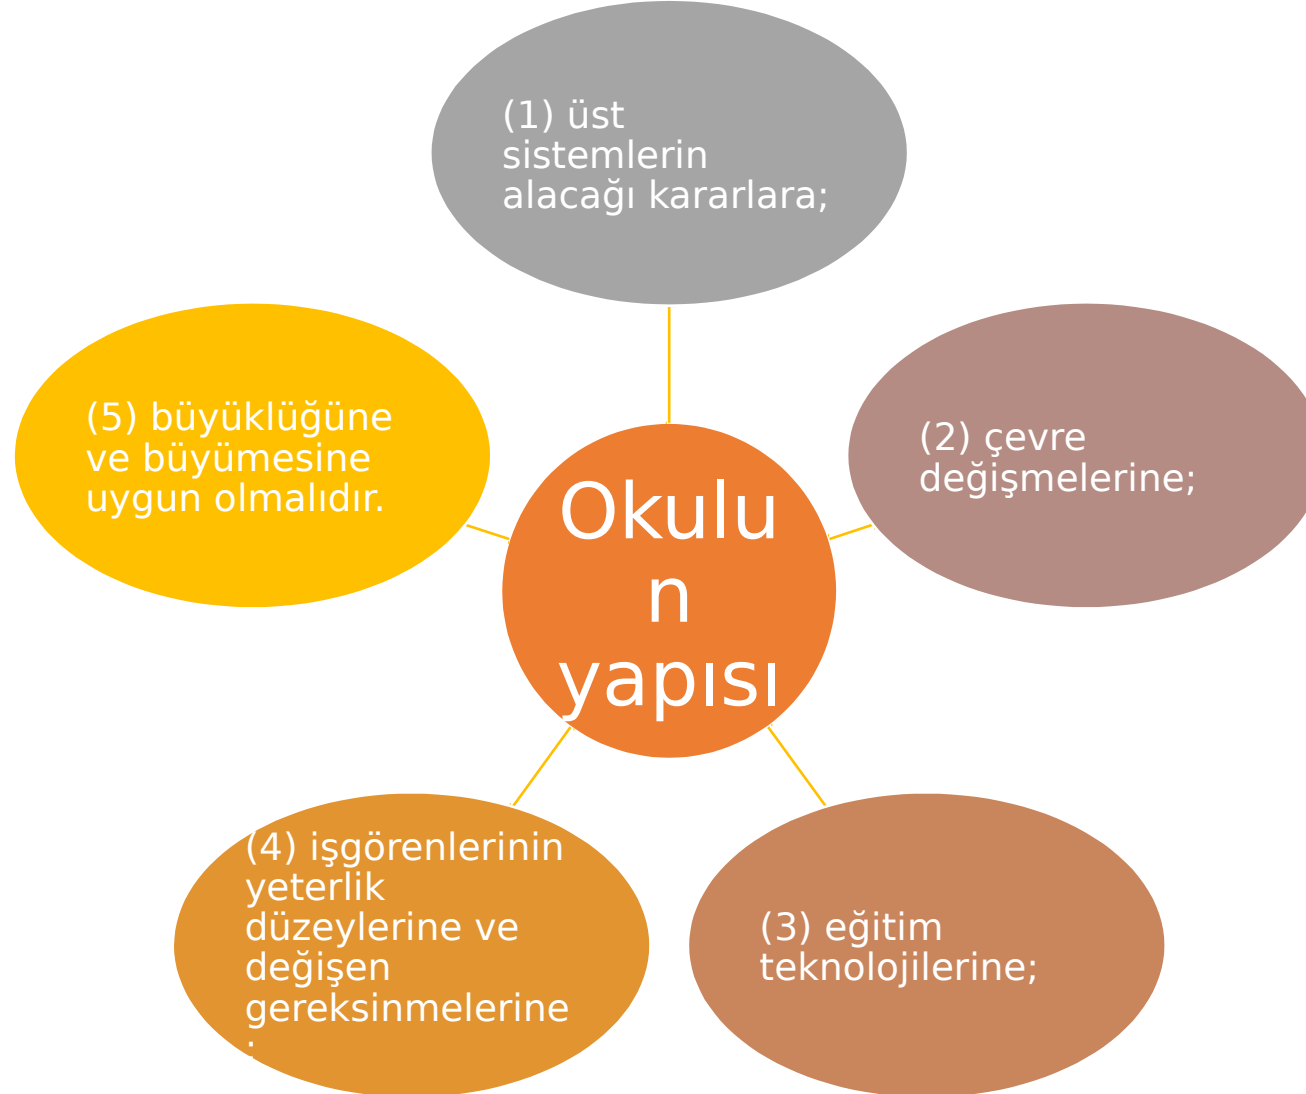 (1) üst
sistemlerin
alacağı kararlara;
(2) çevre
değişmelerine;
(3) eğitim
teknolojilerine;
(4) işgörenlerinin
yeterlik
düzeylerine ve
değişen
gereksinmelerine
;
(5) büyüklüğüne
ve büyümesine
uygun olmalıdır.
Okulu
n
yapısı